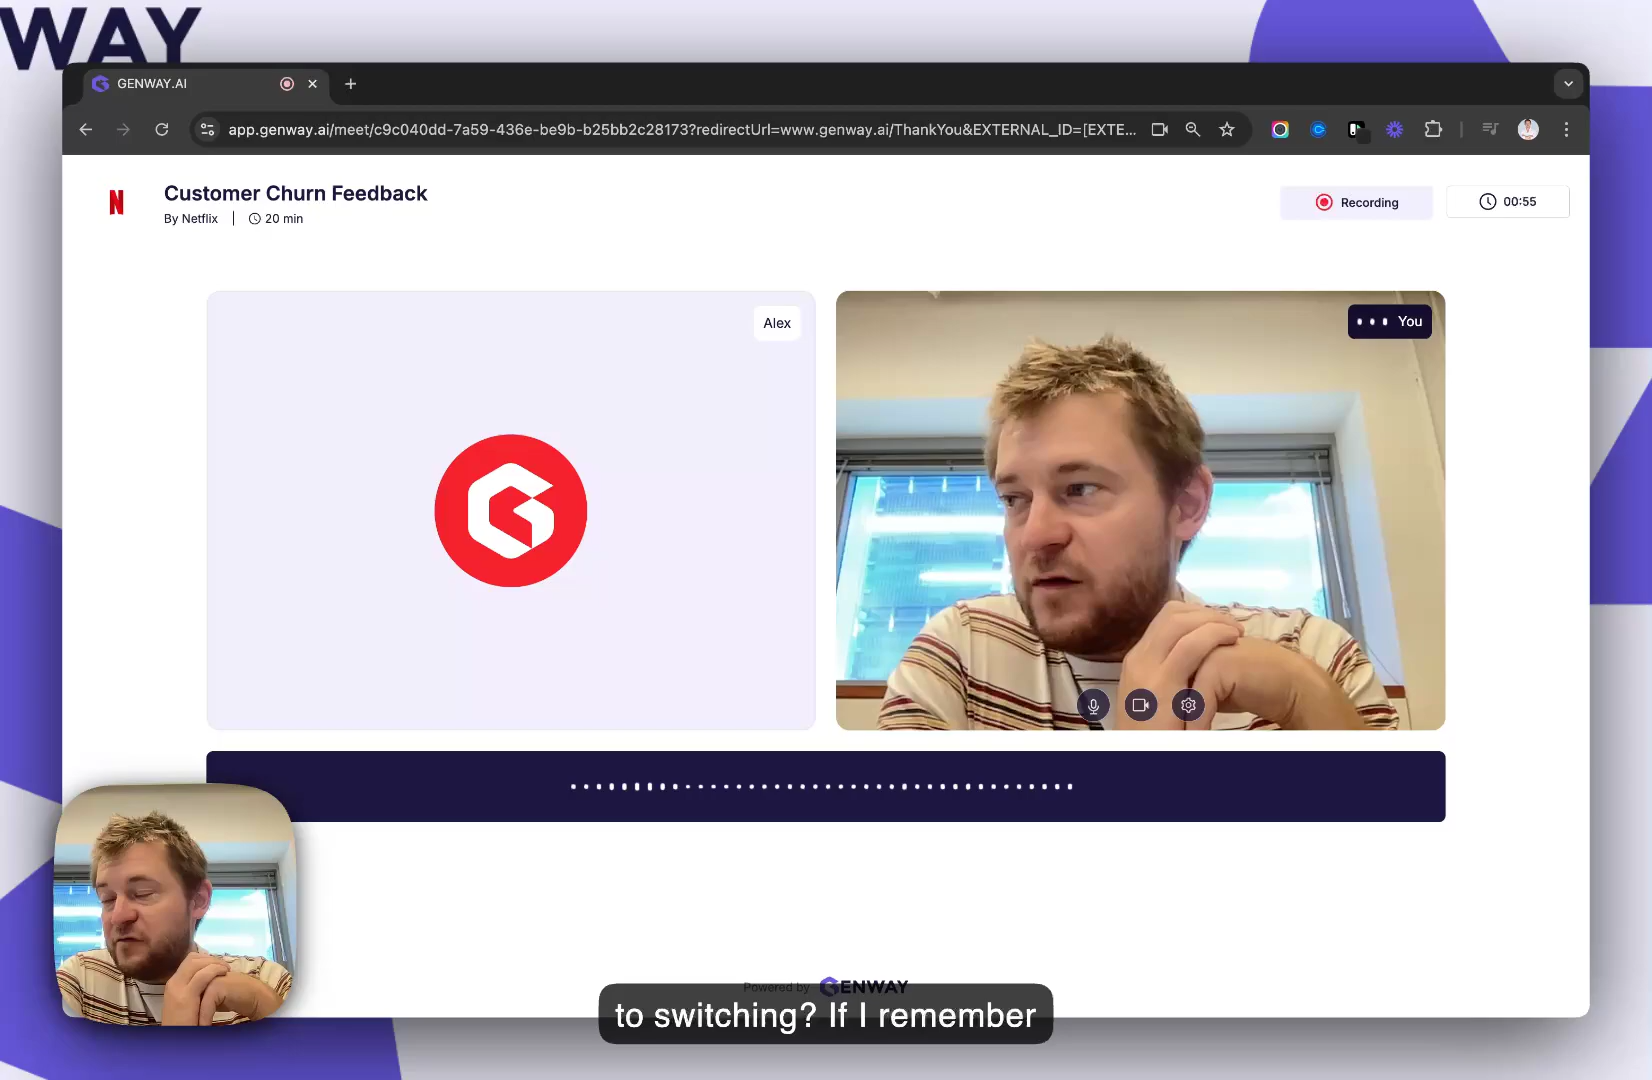 WAY
GENWAY.AI
app.genway.ai/meet/c9c040dd-7a59-436e-be9b-b25bb2c28173?redirectUrl=www.genway.ai/ThankYou&EXTERNAL_ID=[EXTE...
N
Customer Churn Feedback
By Netflix | 20 min
Recording
00:55
Alex
You
G
Powered by GENWAY
to switching? If I remember